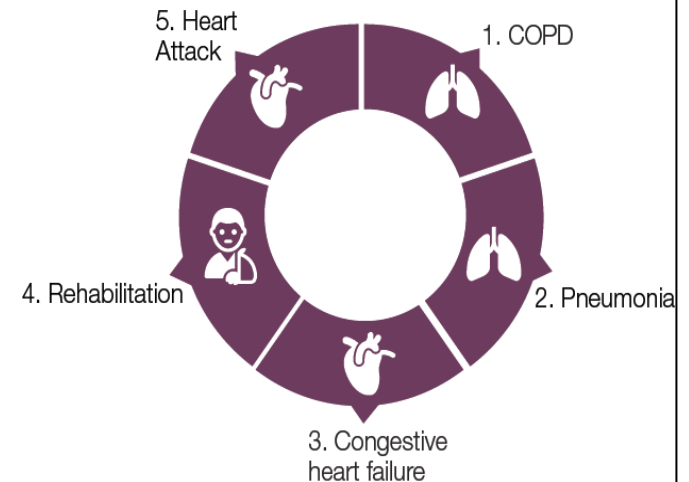 1. COPD
2. Pneumonia
3. Congestive
heart failure
4. Rehabilitation
5. Heart
Attack